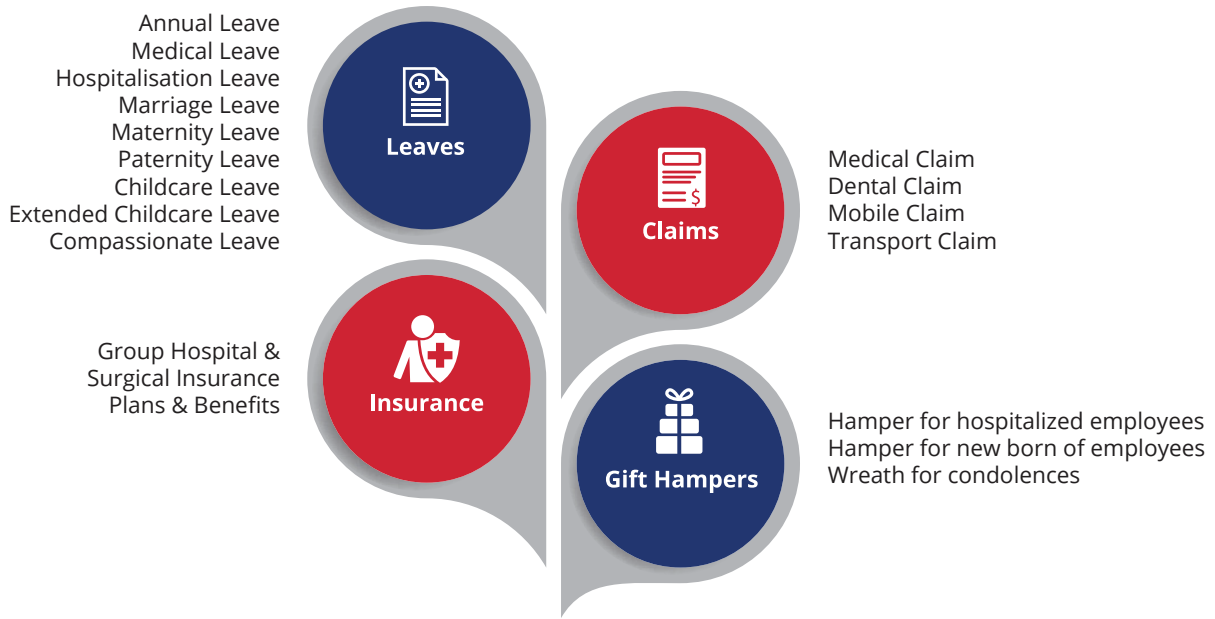 Annual Leave
Medical Leave
Hospitalisation Leave
Marriage Leave
Maternity Leave
Paternity Leave
Childcare Leave
Extended Childcare Leave
Compassionate Leave
Leaves
$
Claims
Medical Claim
Dental Claim
Mobile Claim
Transport Claim
Group Hospital &
Surgical Insurance
Plans & Benefits
Insurance
Gift Hampers
Hamper for hospitalized employees
Hamper for new born of employees
Wreath for condolences